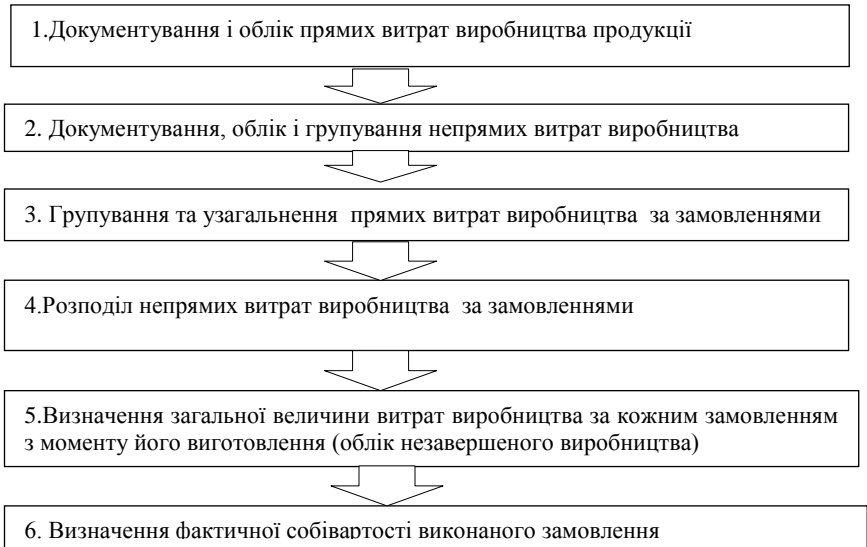 1.Документування і облік прямих витрат виробництва продукції
2. Документування, облік і групування непрямих витрат виробництва
3. Групування та узагальнення прямих витрат виробництва за замовленнями
4.Розподіл непрямих витрат виробництва за замовленнями
5.Визначення загальної величини витрат виробництва за кожним замовленням
з моменту його виготовлення (облік незавершеного виробництва)
6. Визначення фактичної собівартості виконаного замовлення